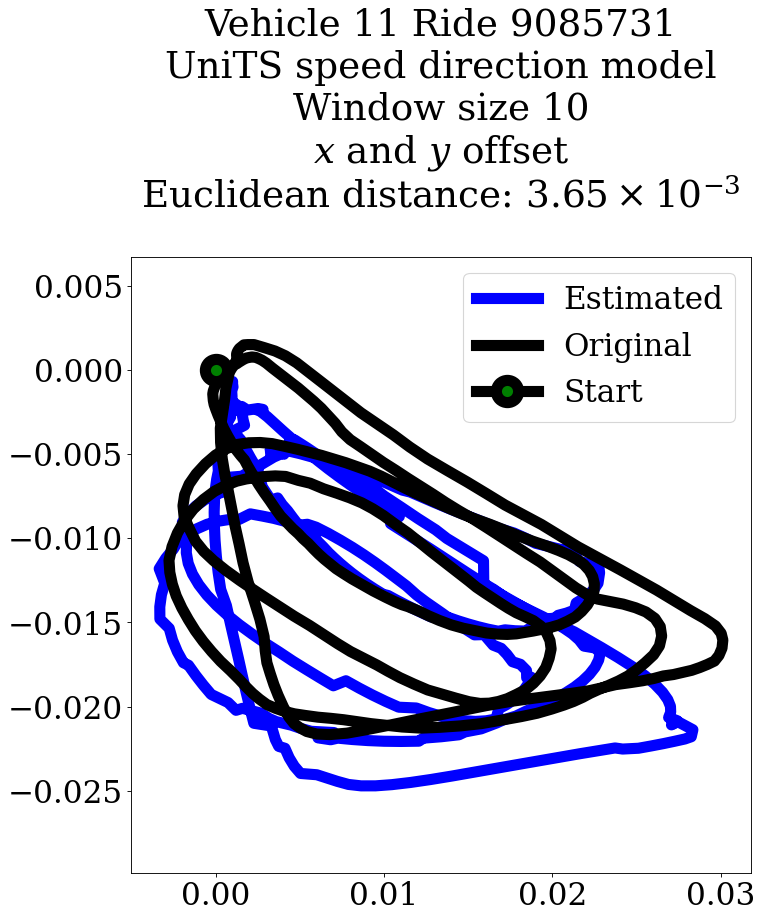 Vehicle 11 Ride 9085731
UniTS speed direction model
Window size 10
x and y offset
Euclidean distance: 3.65 × 10⁻³
Estimated
Original
Start
0.005
0.000
−0.005
−0.010
−0.015
−0.020
−0.025
0.00 0.01 0.02 0.03